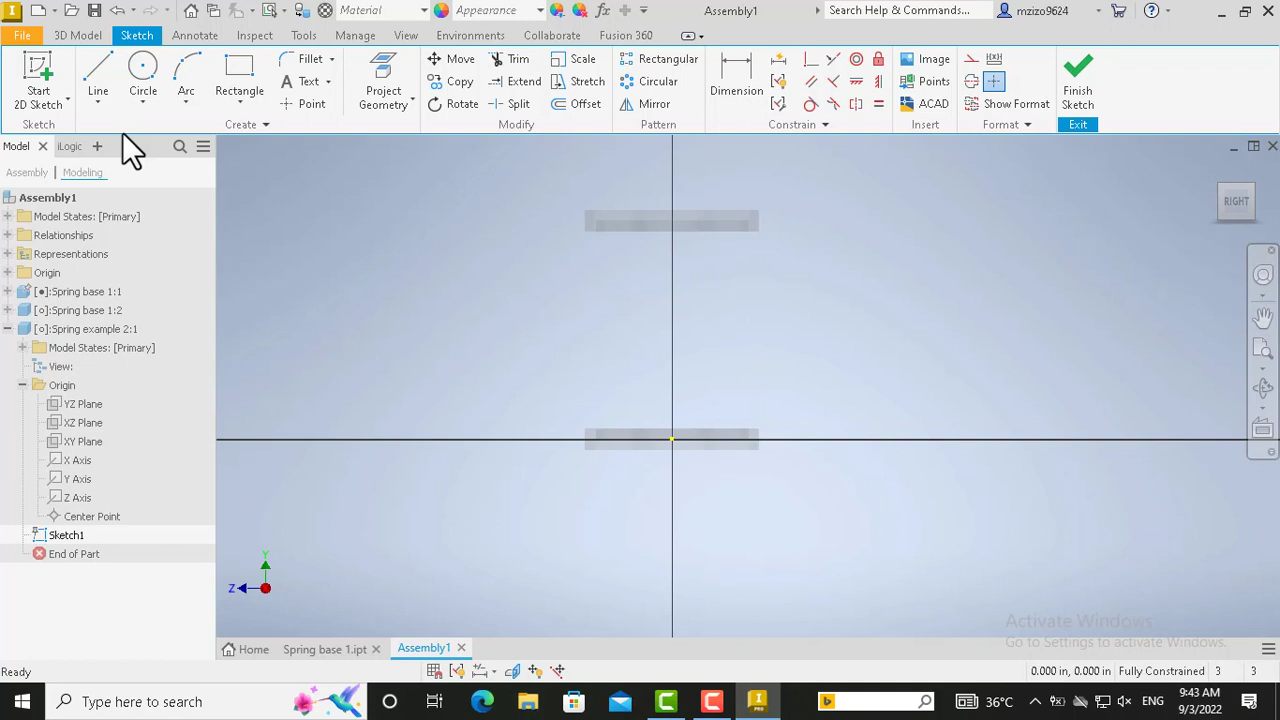 Material
Appearance
Assembly1
Search Help & Commands...
mzizo9624
File
3D Model
Sketch
Annotate
Inspect
Tools
Manage
View
Environments
Collaborate
Fusion 360
Start
2D Sketch
Line
Circle
Arc
Rectangle
Fillet
Text
Point
Project
Geometry
Move
Copy
Rotate
Trim
Extend
Split
Scale
Stretch
Offset
Rectangular
Circular
Mirror
Dimension
Image
Points
ACAD
Show Format
Finish
Sketch
Sketch
Create
Modify
Pattern
Constrain
Insert
Format
Exit
Model
iLogic
Assembly
Modeling
Assembly1
Model States: [Primary]
Relationships
Representations
Origin
[●]:Spring base 1:1
[○]:Spring base 1:2
[○]:Spring example 2:1
Model States: [Primary]
View:
Origin
YZ Plane
XZ Plane
XY Plane
X Axis
Y Axis
Z Axis
Center Point
Sketch1
End of Part
RIGHT
Y
Z
Activate Windows
Go to Settings to activate Windows.
Home
Spring base 1.ipt
Assembly1
Ready
0.000 in, 0.000 in
Fully Constrained
3
3
Type here to search
36°C
ENG
9:43 AM
9/3/2022